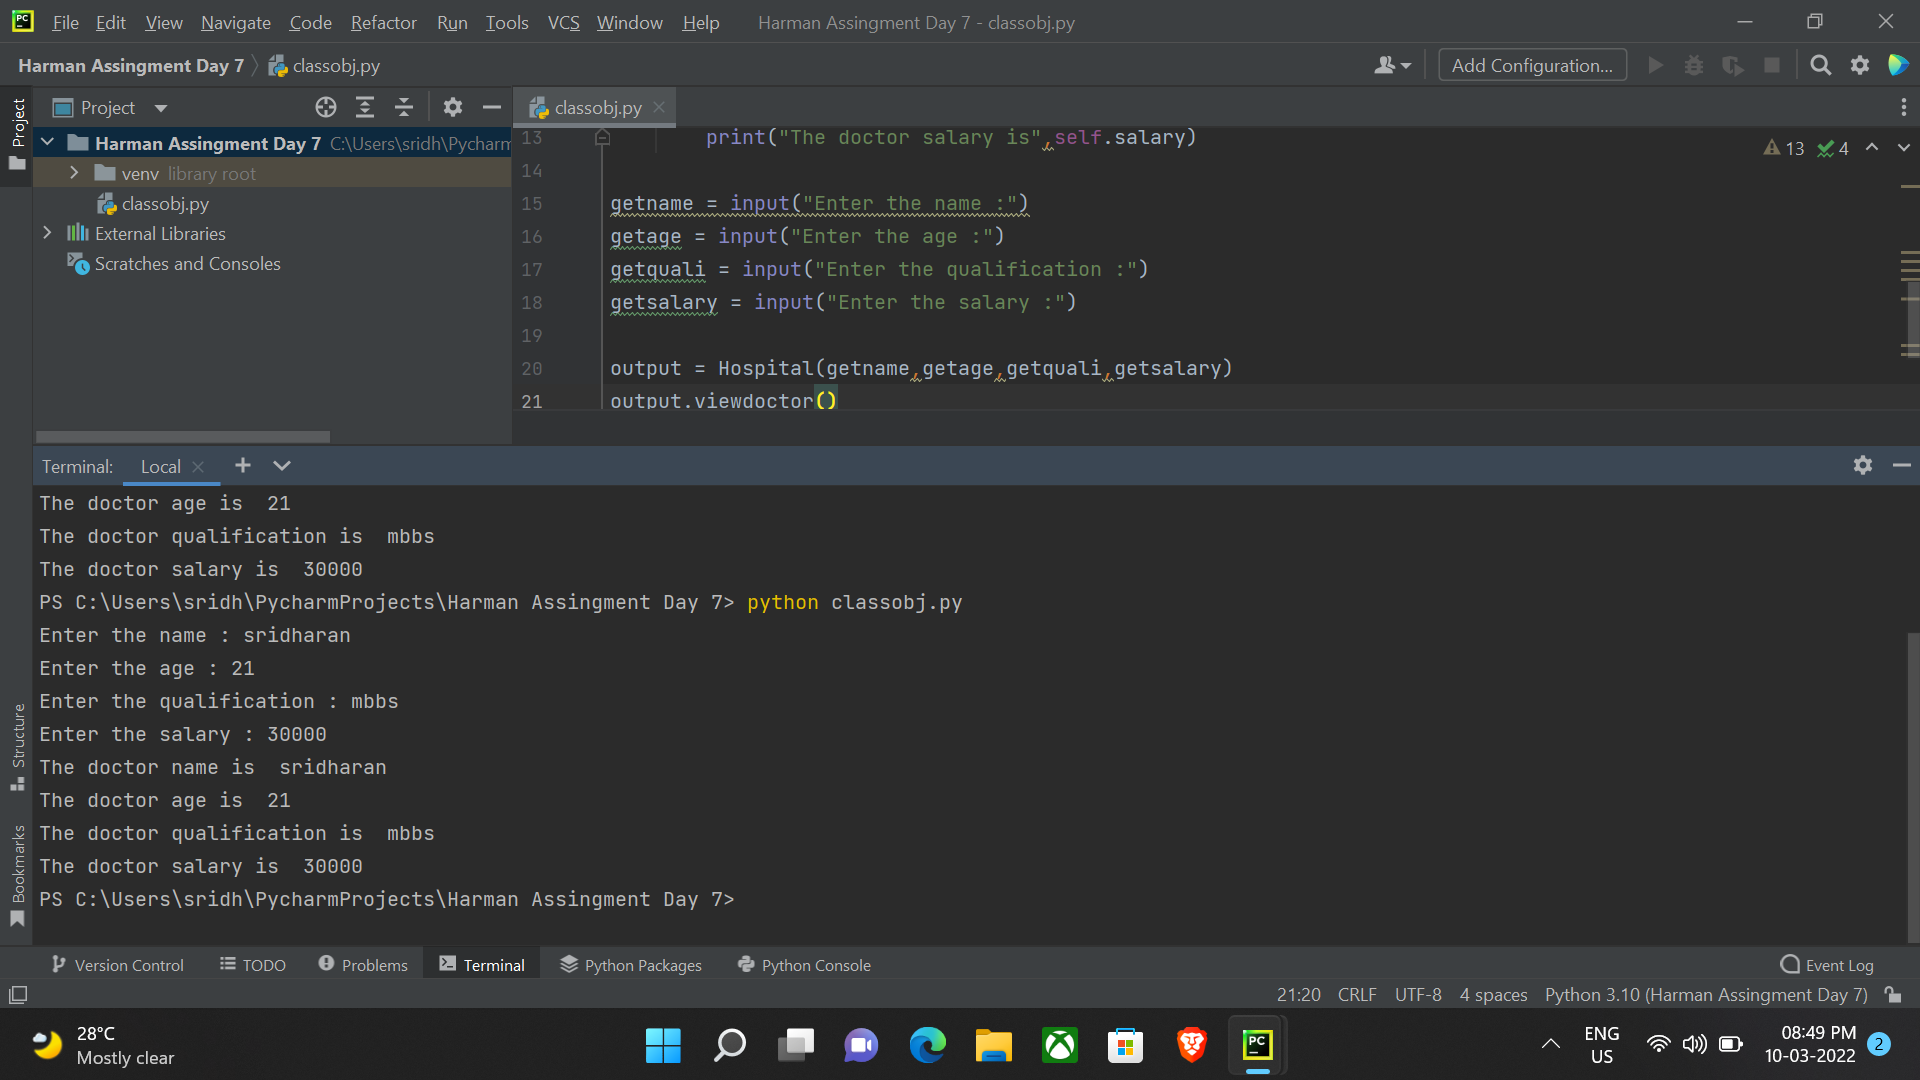 PC File Edit View Navigate Code Refactor Run Tools VCS Window Help Harman Assingment Day 7 - classobj.py
Harman Assingment Day 7 classobj.py Add Configuration...
Project
Project classobj.py
Harman Assingment Day 7 C:\Users\sridh\Pycharm
venv library root
classobj.py
External Libraries
Scratches and Consoles
13 print("The doctor salary is",self.salary)
14
15 getname = input("Enter the name :")
16 getage = input("Enter the age :")
17 getquali = input("Enter the qualification :")
18 getsalary = input("Enter the salary :")
19
20 output = Hospital(getname,getage,getquali,getsalary)
21 output.viewdoctor()
13 4
Terminal: Local
The doctor age is  21
The doctor qualification is  mbbs
The doctor salary is  30000
PS C:\Users\sridh\PycharmProjects\Harman Assingment Day 7> python classobj.py
Enter the name : sridharan
Enter the age : 21
Enter the qualification : mbbs
Enter the salary : 30000
The doctor name is  sridharan
The doctor age is  21
The doctor qualification is  mbbs
The doctor salary is  30000
PS C:\Users\sridh\PycharmProjects\Harman Assingment Day 7>
Structure
Bookmarks
Version Control TODO Problems Terminal Python Packages Python Console Event Log
21:20 CRLF UTF-8 4 spaces Python 3.10 (Harman Assingment Day 7)
28°C
Mostly clear
PC
ENG
US
08:49 PM
10-03-2022
2